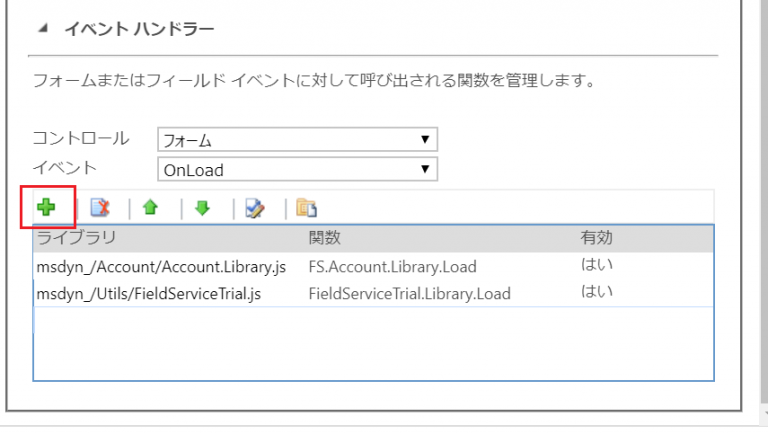 イベント ハンドラー
フォームまたはフィールド イベントに対して呼び出される関数を管理します。
コントロール フォーム
イベント OnLoad
ライブラリ 関数 有効
msdyn_/Account/Account.Library.js FS.Account.Library.Load はい
msdyn_/Utils/FieldServiceTrial.js FieldServiceTrial.Library.Load はい